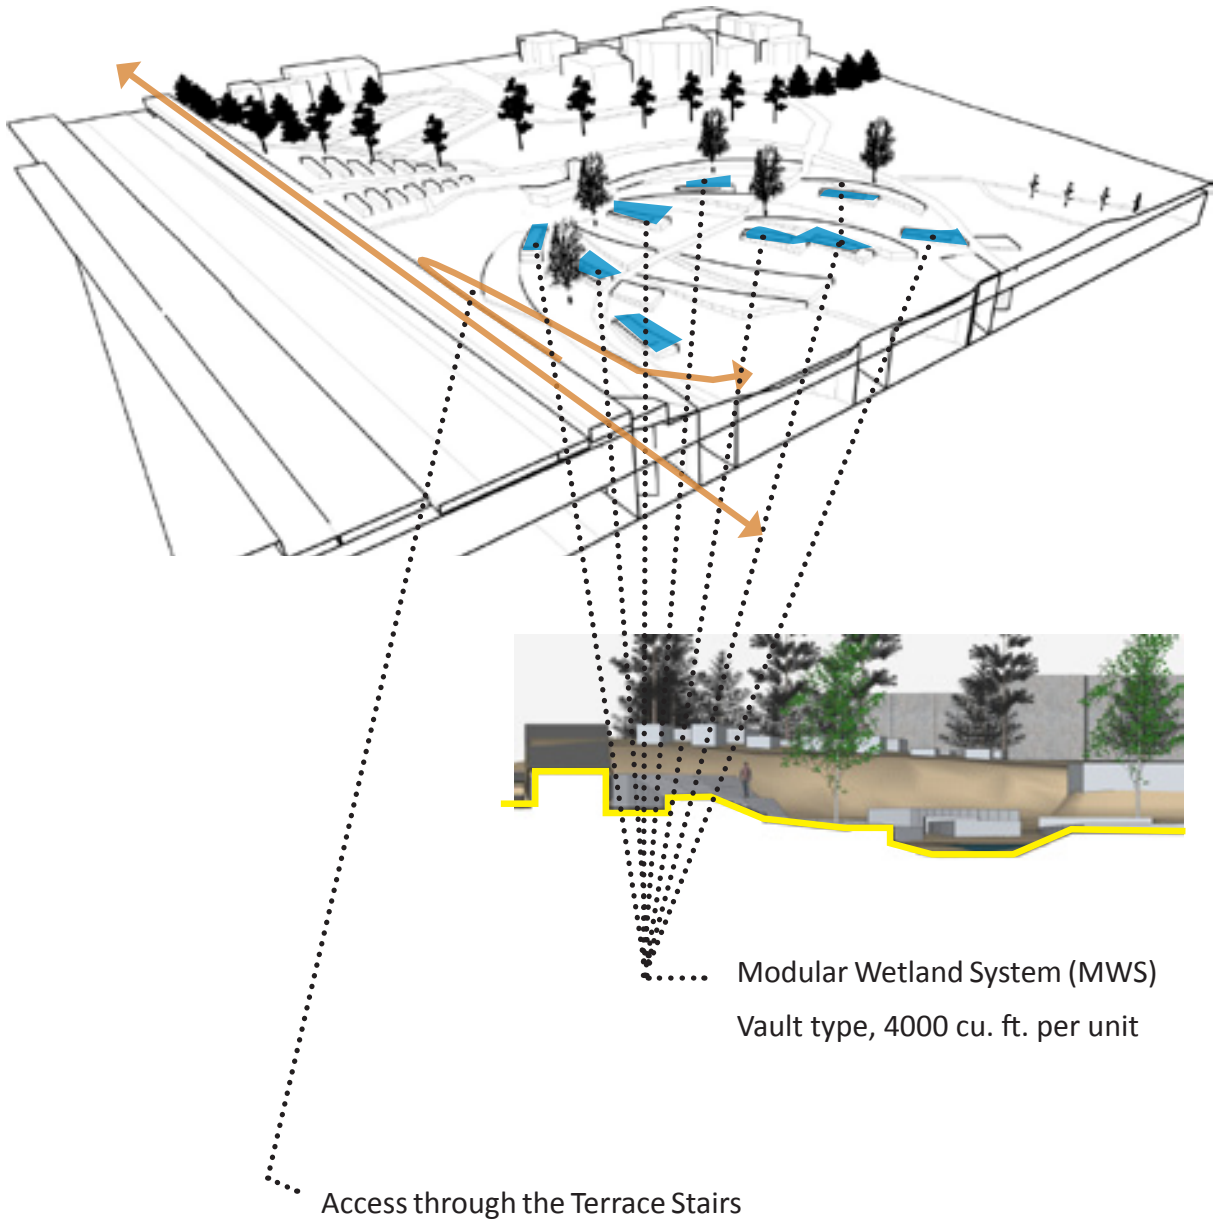 Modular Wetland System (MWS)
Vault type, 4000 cu. ft. per unit
Access through the Terrace Stairs